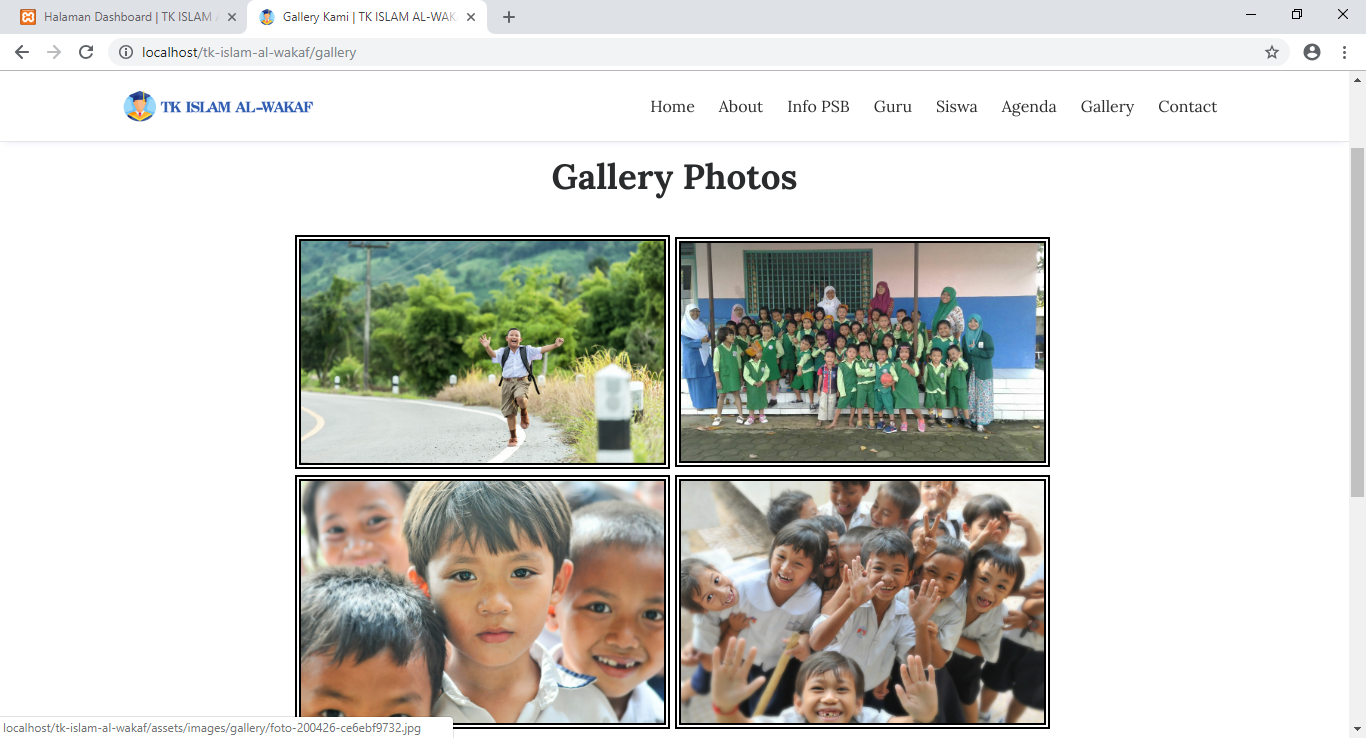 Halaman Dashboard | TK ISLAM A
Gallery Kami | TK ISLAM AL-WAK
localhost/tk-islam-al-wakaf/gallery
TK ISLAM AL-WAKAF
Home About Info PSB Guru Siswa Agenda Gallery Contact
Gallery Photos
localhost/tk-islam-al-wakaf/assets/images/gallery/foto-200426-ce6ebf9732.jpg